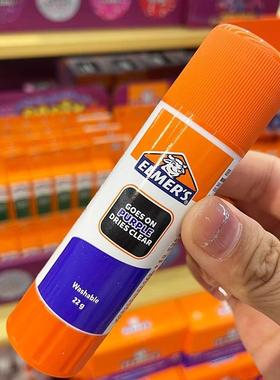 ELMER'S
GOES ON
PURPLE
DRIES CLEAR
Washable
22 g